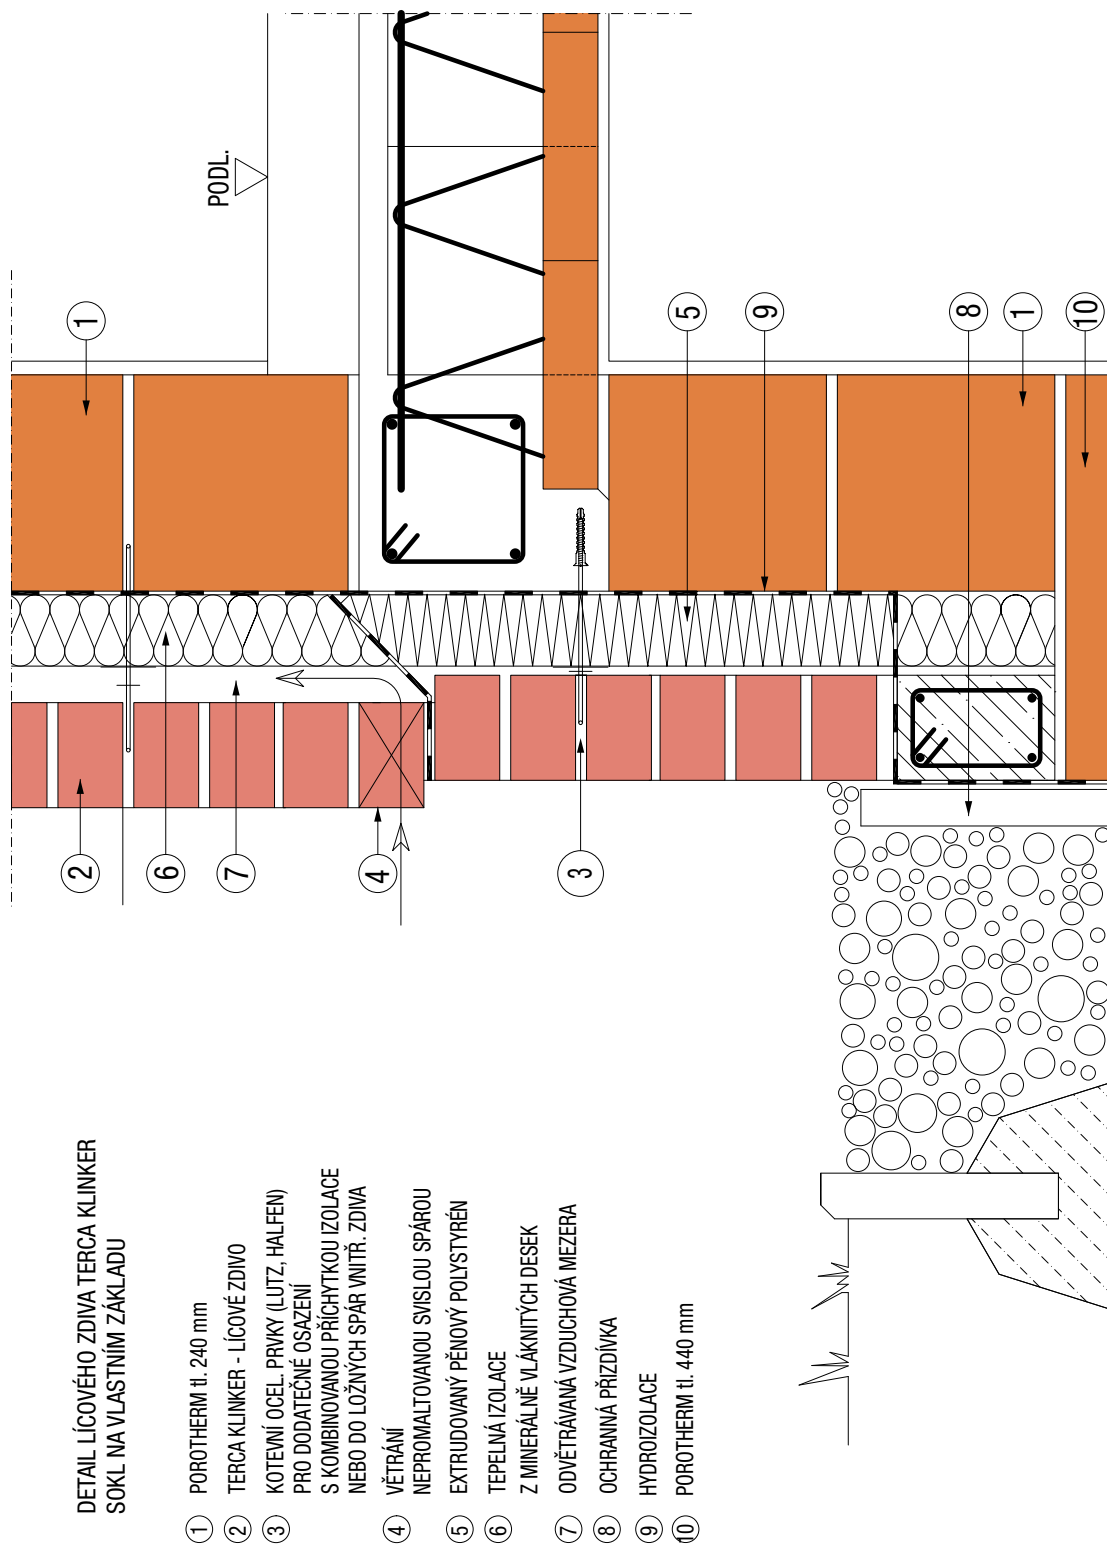 DETAIL LÍCOVÉHO ZDIVA TERCA KLINKER
SOKL NA VLASTNÍM ZÁKLADU
1 POROTHERM tl. 240 mm
2 TERCA KLINKER - LÍCOVÉ ZDIVO
3 KOTEVNÍ OCEL. PRVKY (LUTZ, HALFEN)
PRO DODATEČNÉ OSAZENÍ
S KOMBINOVANOU PŘÍCHYTKOU IZOLACE
NEBO DO LOŽNÝCH SPÁR VNITŘ. ZDIVA
4 VĚTRÁNÍ
NEPROMALTOVANOU SVISLOU SPÁROU
5 EXTRUDOVANÝ PĚNOVÝ POLYSTYRÉN
6 TEPELNÁ IZOLACE
Z MINERÁLNĚ VLÁKNITÝCH DESEK
7 ODVĚTRÁVANÁ VZDUCHOVÁ MEZERA
8 OCHRANNÁ PŘIZDÍVKA
9 HYDROIZOLACE
10 POROTHERM tl. 440 mm
2
6
7
4
3
PODL.
1
5
9
8
1
10